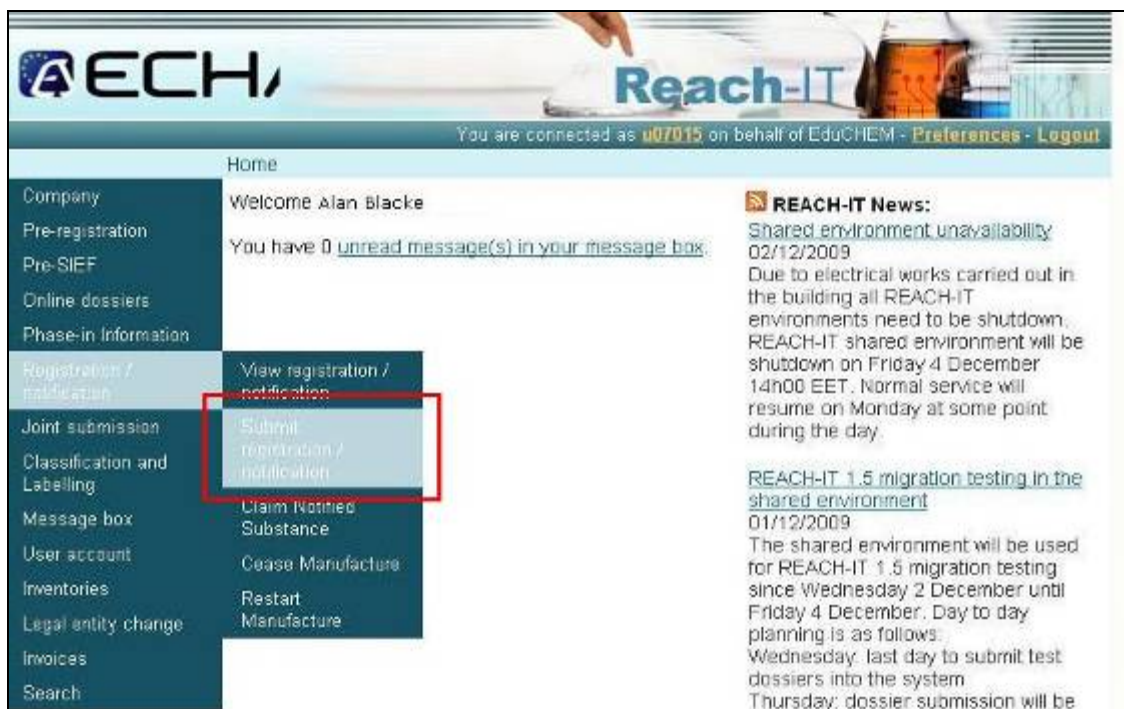 ECHA
Reach-IT
You are connected as u07015 on behalf of EduCHEM - Preferences - Logout
Home
Company
Pre-registration
Pre-SIEF
Online dossiers
Phase-in Information
Registration /
notification
Joint submission
Classification and
Labelling
Message box
User account
Inventories
Legal entity change
Invoices
Search
View registration /
notification
Submit
registration /
notification
Claim Notified
Substance
Cease Manufacture
Restart
Manufacture
Welcome Alan Blacke
You have 0 unread message(s) in your message box.
REACH-IT News:
Shared environment unavailability
02/12/2009
Due to electrical works carried out in
the building all REACH-IT
environments need to be shutdown.
REACH-IT shared environment will be
shutdown on Friday 4 December
14h00 EET. Normal service will
resume on Monday at some point
during the day.
REACH-IT 1.5 migration testing in the
shared environment
01/12/2009
The shared environment will be used
for REACH-IT 1.5 migration testing
since Wednesday 2 December until
Friday 4 December. Day to day
planning is as follows:
Wednesday: last day to submit test
dossiers into the system
Thursday: dossier submission will be